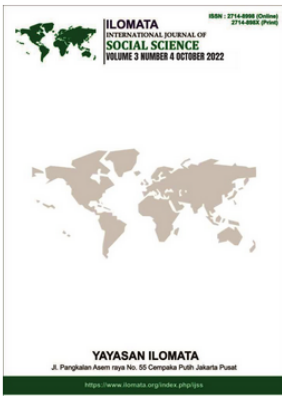 ISSN : 2714-8998 (Online)
2714-898X (Print)
ILOMATA
INTERNATIONAL JOURNAL OF
SOCIAL SCIENCE
VOLUME 3 NUMBER 4 OCTOBER 2022
YAYASAN ILOMATA
Jl. Pangkalan Asem raya No. 55 Cempaka Putih Jakarta Pusat
https://www.ilomata.org/index.php/ijss